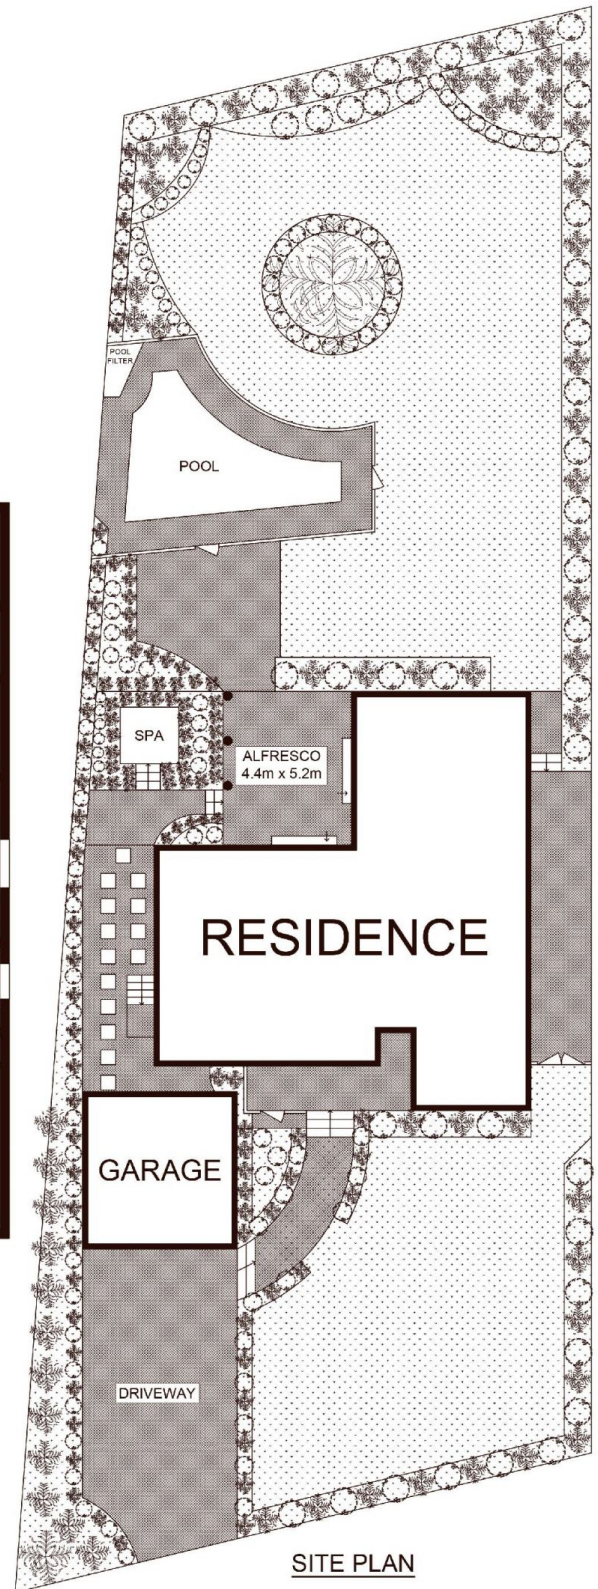 POOL
FILTER
POOL
SPA
ALFRESCO
4.4m x 5.2m
RESIDENCE
GARAGE
DRIVEWAY
SITE PLAN